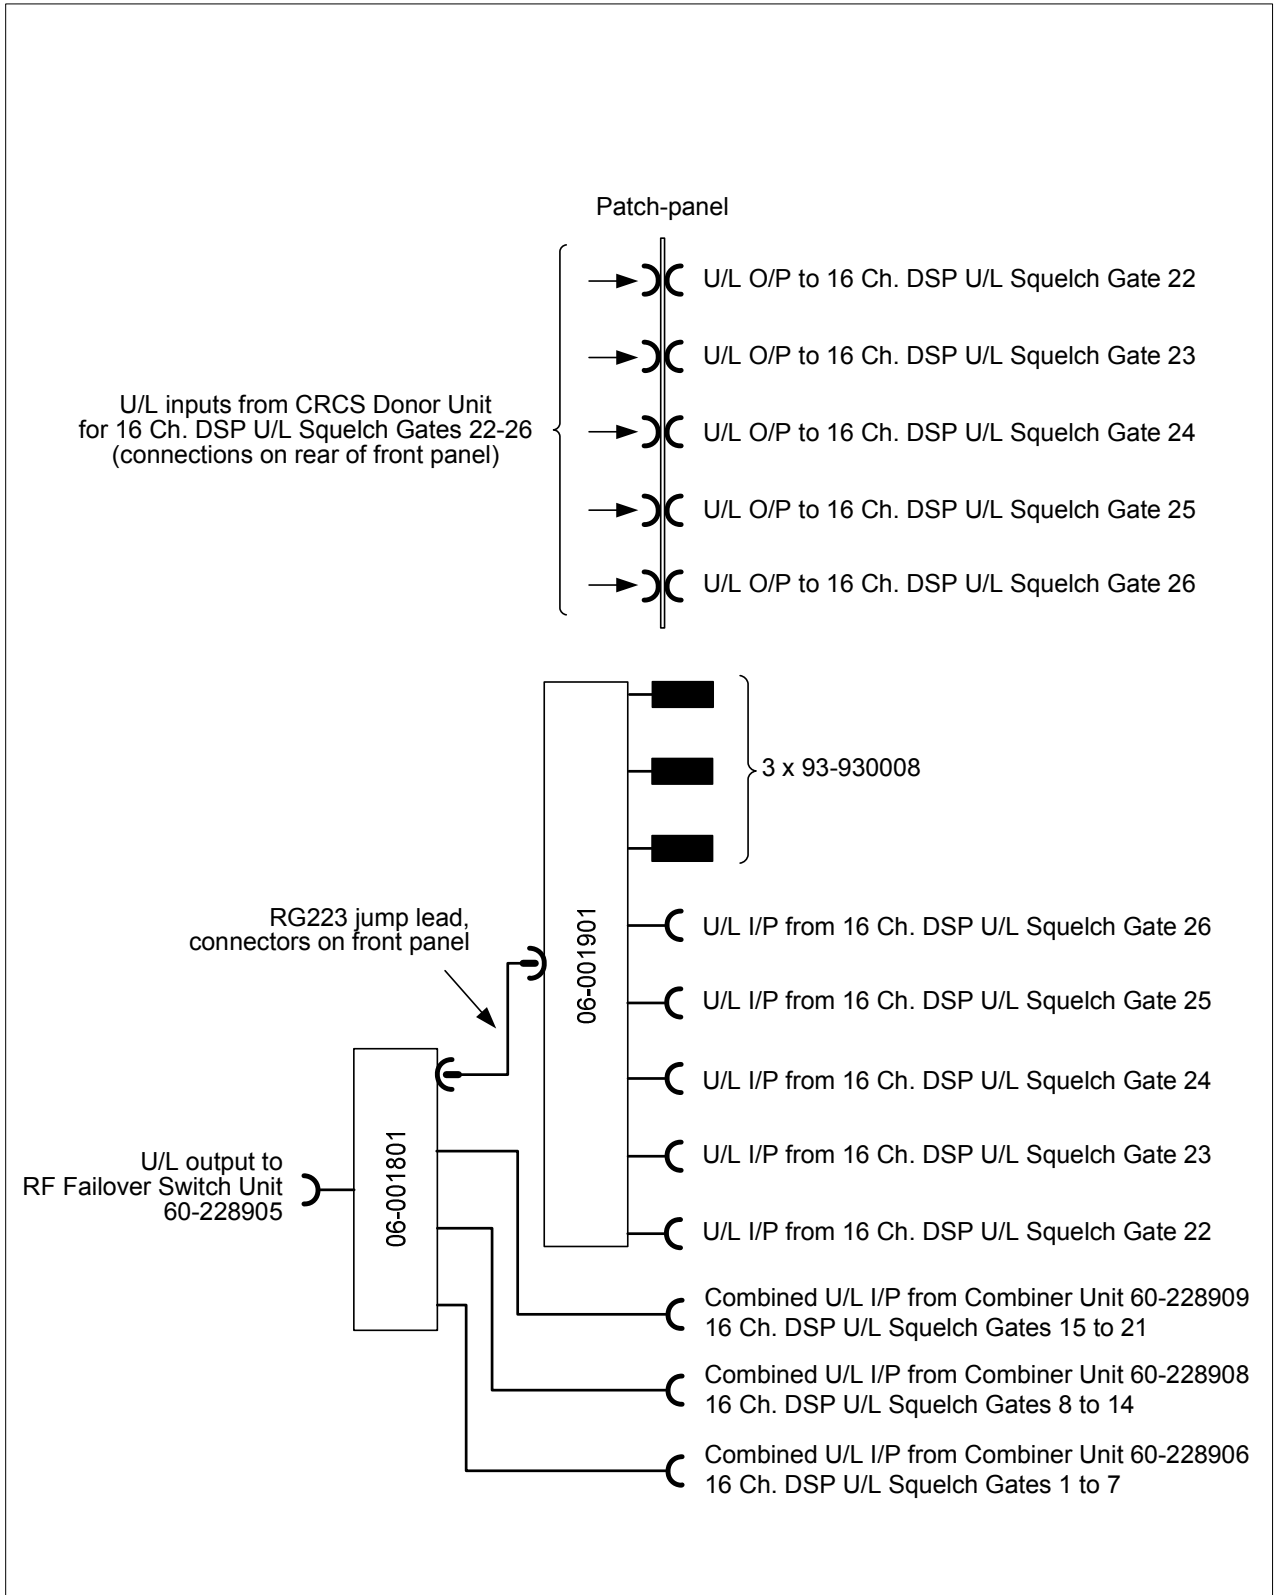 Patch-panel
U/L O/P to 16 Ch. DSP U/L Squelch Gate 22
U/L O/P to 16 Ch. DSP U/L Squelch Gate 23
U/L inputs from CRCS Donor Unit
for 16 Ch. DSP U/L Squelch Gates 22-26
(connections on rear of front panel)
U/L O/P to 16 Ch. DSP U/L Squelch Gate 24
U/L O/P to 16 Ch. DSP U/L Squelch Gate 25
U/L O/P to 16 Ch. DSP U/L Squelch Gate 26
3 x 93-930008
RG223 jump lead,
connectors on front panel
06-001901
U/L I/P from 16 Ch. DSP U/L Squelch Gate 26
U/L I/P from 16 Ch. DSP U/L Squelch Gate 25
U/L I/P from 16 Ch. DSP U/L Squelch Gate 24
U/L I/P from 16 Ch. DSP U/L Squelch Gate 23
U/L I/P from 16 Ch. DSP U/L Squelch Gate 22
U/L output to
RF Failover Switch Unit
60-228905
06-001801
Combined U/L I/P from Combiner Unit 60-228909
16 Ch. DSP U/L Squelch Gates 15 to 21
Combined U/L I/P from Combiner Unit 60-228908
16 Ch. DSP U/L Squelch Gates 8 to 14
Combined U/L I/P from Combiner Unit 60-228906
16 Ch. DSP U/L Squelch Gates 1 to 7